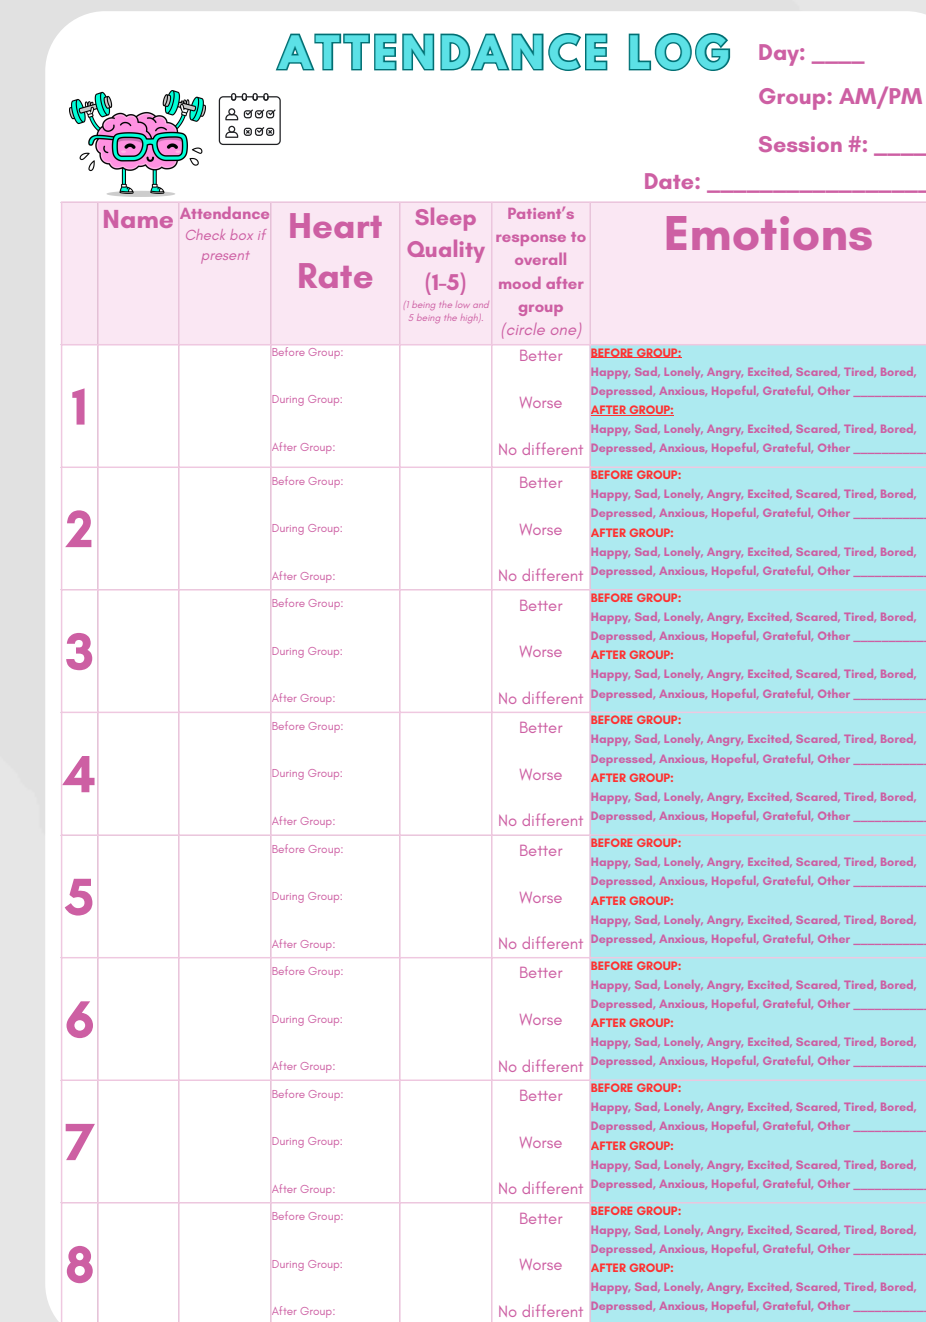 ATTENDANCE LOG
Day: ____
Group: AM/PM
Session #: ____
Date: _________________
Name
Attendance
Check box if
present
Heart
Rate
Sleep
Quality
(1-5)
(1 being the low and
5 being the high).
Patient's
response to
overall
mood after
group
(circle one)
Emotions
1
Before Group:
During Group:
After Group:
Better
Worse
No different
BEFORE GROUP:
Happy, Sad, Lonely, Angry, Excited, Scared, Tired, Bored,
Depressed, Anxious, Hopeful, Grateful, Other ___________
AFTER GROUP:
Happy, Sad, Lonely, Angry, Excited, Scared, Tired, Bored,
Depressed, Anxious, Hopeful, Grateful, Other ___________
2
Before Group:
During Group:
After Group:
Better
Worse
No different
BEFORE GROUP:
Happy, Sad, Lonely, Angry, Excited, Scared, Tired, Bored,
Depressed, Anxious, Hopeful, Grateful, Other ___________
AFTER GROUP:
Happy, Sad, Lonely, Angry, Excited, Scared, Tired, Bored,
Depressed, Anxious, Hopeful, Grateful, Other ___________
3
Before Group:
During Group:
After Group:
Better
Worse
No different
BEFORE GROUP:
Happy, Sad, Lonely, Angry, Excited, Scared, Tired, Bored,
Depressed, Anxious, Hopeful, Grateful, Other ___________
AFTER GROUP:
Happy, Sad, Lonely, Angry, Excited, Scared, Tired, Bored,
Depressed, Anxious, Hopeful, Grateful, Other ___________
4
Before Group:
During Group:
After Group:
Better
Worse
No different
BEFORE GROUP:
Happy, Sad, Lonely, Angry, Excited, Scared, Tired, Bored,
Depressed, Anxious, Hopeful, Grateful, Other ___________
AFTER GROUP:
Happy, Sad, Lonely, Angry, Excited, Scared, Tired, Bored,
Depressed, Anxious, Hopeful, Grateful, Other ___________
5
Before Group:
During Group:
After Group:
Better
Worse
No different
BEFORE GROUP:
Happy, Sad, Lonely, Angry, Excited, Scared, Tired, Bored,
Depressed, Anxious, Hopeful, Grateful, Other ___________
AFTER GROUP:
Happy, Sad, Lonely, Angry, Excited, Scared, Tired, Bored,
Depressed, Anxious, Hopeful, Grateful, Other ___________
6
Before Group:
During Group:
After Group:
Better
Worse
No different
BEFORE GROUP:
Happy, Sad, Lonely, Angry, Excited, Scared, Tired, Bored,
Depressed, Anxious, Hopeful, Grateful, Other ___________
AFTER GROUP:
Happy, Sad, Lonely, Angry, Excited, Scared, Tired, Bored,
Depressed, Anxious, Hopeful, Grateful, Other ___________
7
Before Group:
During Group:
After Group:
Better
Worse
No different
BEFORE GROUP:
Happy, Sad, Lonely, Angry, Excited, Scared, Tired, Bored,
Depressed, Anxious, Hopeful, Grateful, Other ___________
AFTER GROUP:
Happy, Sad, Lonely, Angry, Excited, Scared, Tired, Bored,
Depressed, Anxious, Hopeful, Grateful, Other ___________
8
Before Group:
During Group:
After Group:
Better
Worse
No different
BEFORE GROUP:
Happy, Sad, Lonely, Angry, Excited, Scared, Tired, Bored,
Depressed, Anxious, Hopeful, Grateful, Other ___________
AFTER GROUP:
Happy, Sad, Lonely, Angry, Excited, Scared, Tired, Bored,
Depressed, Anxious, Hopeful, Grateful, Other ___________